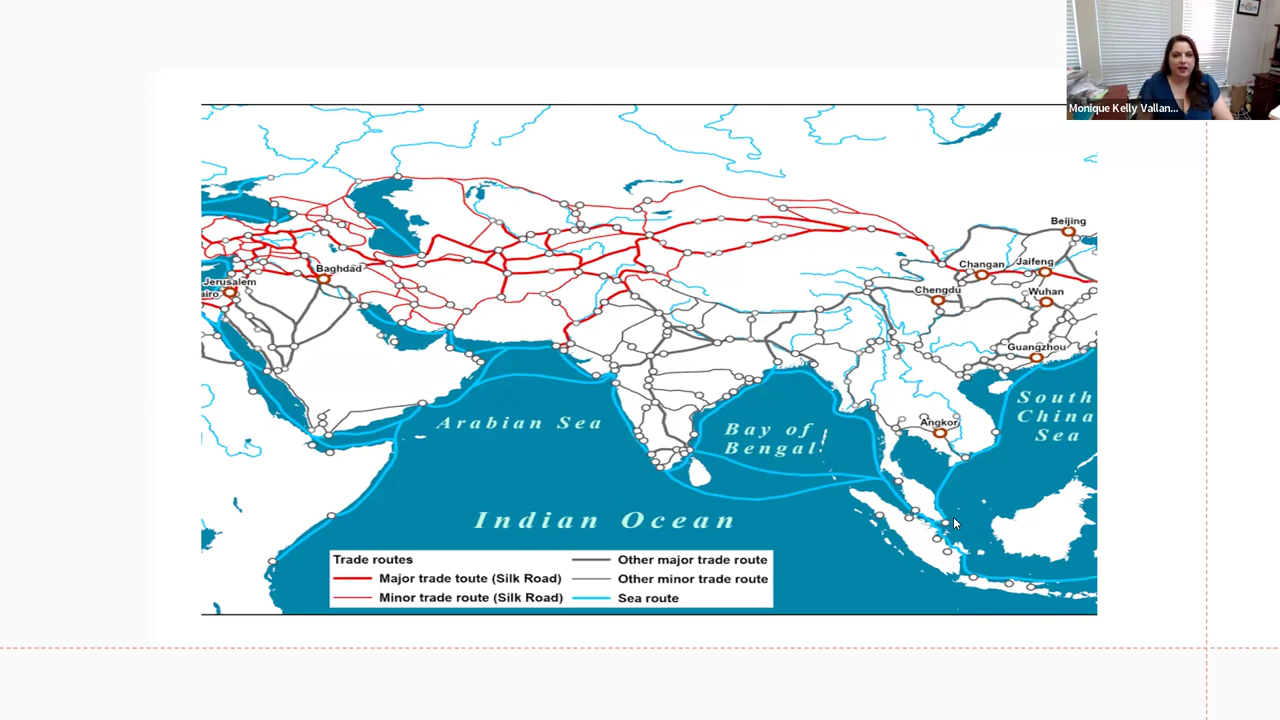 Monique Kelly Vallan...
Beijing
Changan
Jaifeng
Baghdad
Jerusalem
airo
Chengdu
Wuhan
Guangzhou
South
China
Sea
Arabian Sea
Bay of
Bengal
Angkor
Indian Ocean
Trade routes
Major trade toute (Silk Road)
Minor trade route (Silk Road)
Other major trade route
Other minor trade route
Sea route